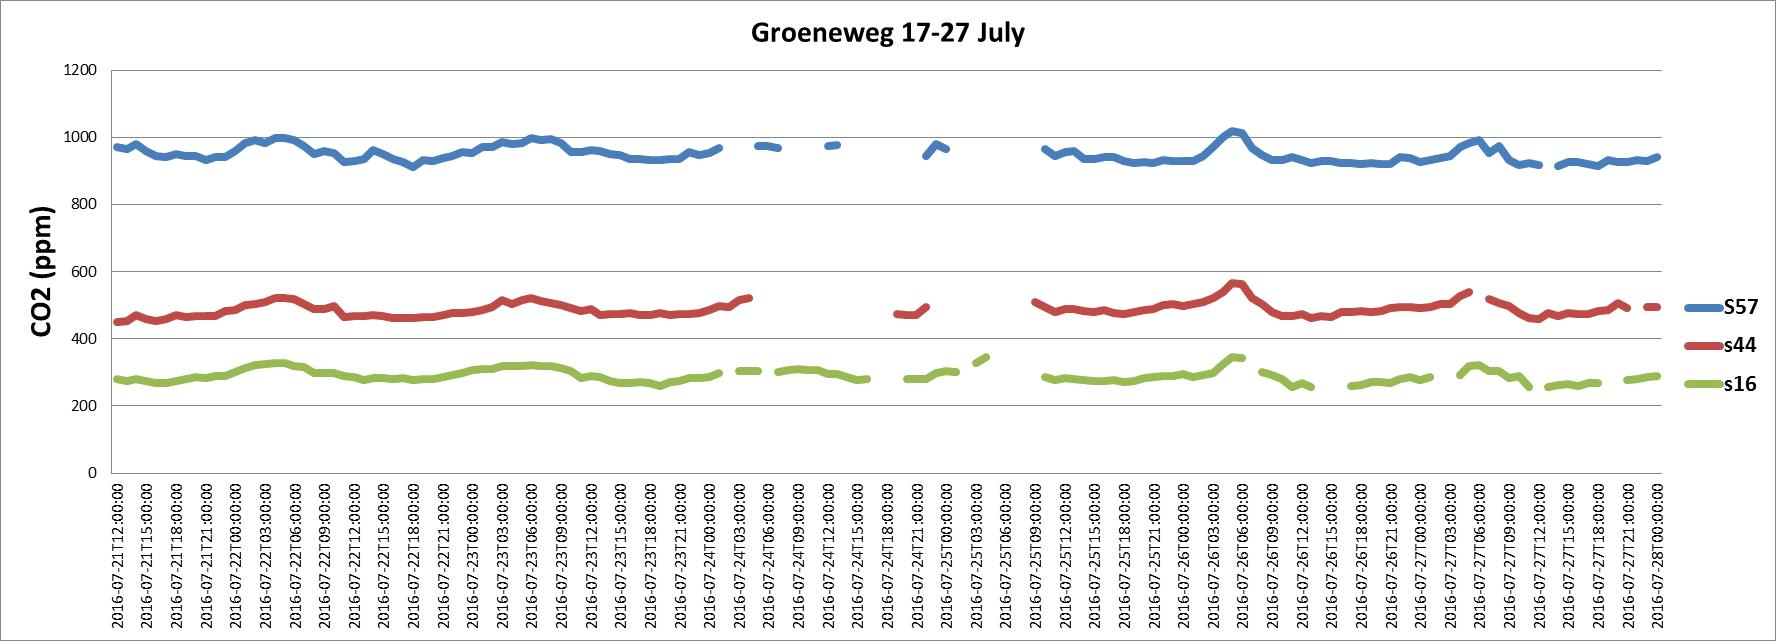 Groeneweg 17-27 July
CO2 (ppm)
1200
1000
800
600
400
200
0
S57
s44
s16
2016-07-21T12:00:00
2016-07-21T15:00:00
2016-07-21T18:00:00
2016-07-21T21:00:00
2016-07-22T00:00:00
2016-07-22T03:00:00
2016-07-22T06:00:00
2016-07-22T09:00:00
2016-07-22T12:00:00
2016-07-22T15:00:00
2016-07-22T18:00:00
2016-07-22T21:00:00
2016-07-23T00:00:00
2016-07-23T03:00:00
2016-07-23T06:00:00
2016-07-23T09:00:00
2016-07-23T12:00:00
2016-07-23T15:00:00
2016-07-23T18:00:00
2016-07-23T21:00:00
2016-07-24T00:00:00
2016-07-24T03:00:00
2016-07-24T06:00:00
2016-07-24T09:00:00
2016-07-24T12:00:00
2016-07-24T15:00:00
2016-07-24T18:00:00
2016-07-24T21:00:00
2016-07-25T00:00:00
2016-07-25T03:00:00
2016-07-25T06:00:00
2016-07-25T09:00:00
2016-07-25T12:00:00
2016-07-25T15:00:00
2016-07-25T18:00:00
2016-07-25T21:00:00
2016-07-26T00:00:00
2016-07-26T03:00:00
2016-07-26T06:00:00
2016-07-26T09:00:00
2016-07-26T12:00:00
2016-07-26T15:00:00
2016-07-26T18:00:00
2016-07-26T21:00:00
2016-07-27T00:00:00
2016-07-27T03:00:00
2016-07-27T06:00:00
2016-07-27T09:00:00
2016-07-27T12:00:00
2016-07-27T15:00:00
2016-07-27T18:00:00
2016-07-27T21:00:00
2016-07-28T00:00:00